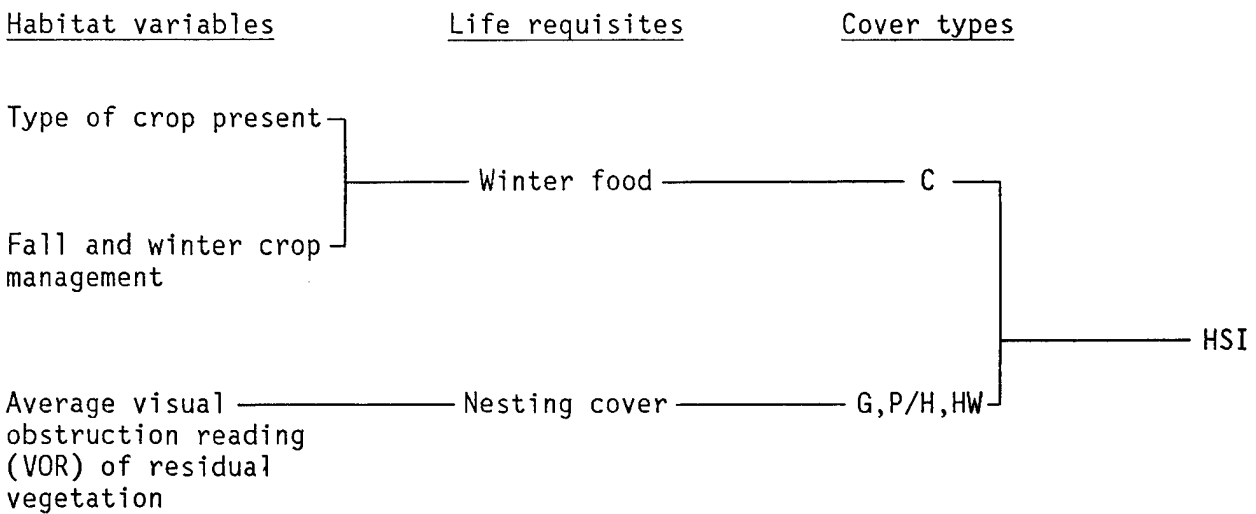 Habitat variables Life requisites Cover types
Type of crop present
Winter food C
Fall and winter crop
management
HSI
Average visual Nesting cover G,P/H,HW
obstruction reading
(VOR) of residual
vegetation